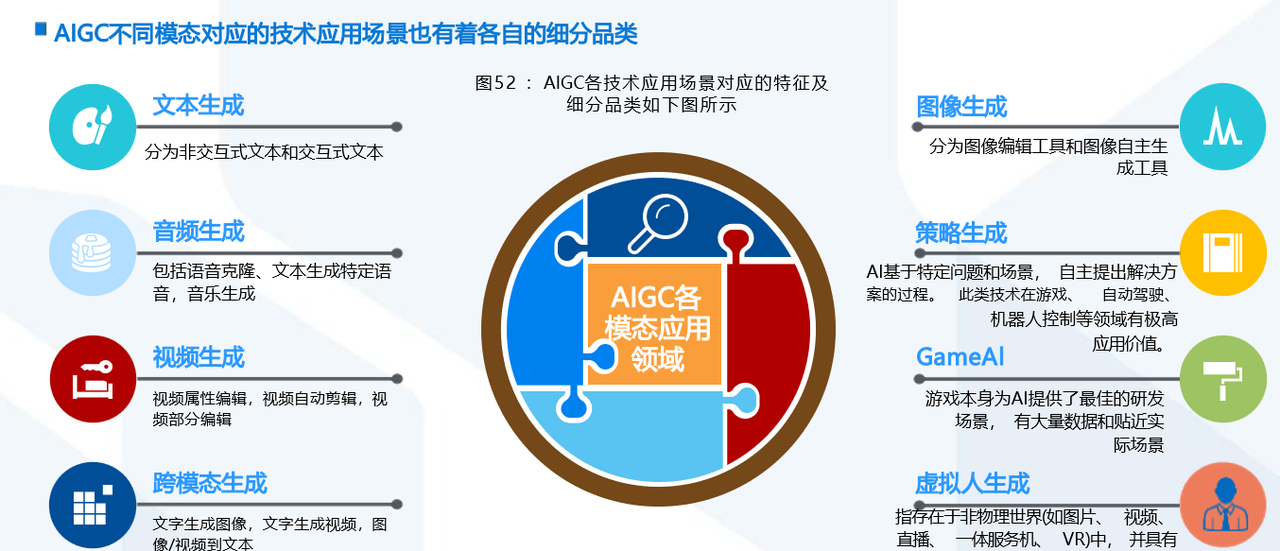 AIGC不同模态对应的技术应用场景也有着各自的细分品类
图52 ： AIGC各技术应用场景对应的特征及
细分品类如下图所示
文本生成
分为非交互式文本和交互式文本
音频生成
包括语音克隆、文本生成特定语
音，音乐生成
视频生成
视频属性编辑，视频自动剪辑，视
频部分编辑
跨模态生成
文字生成图像，文字生成视频，图
像/视频到文本
AIGC各
模态应用
领域
图像生成
分为图像编辑工具和图像自主生
成工具
策略生成
AI基于特定问题和场景， 自主提出解决方
案的过程。 此类技术在游戏、 自动驾驶、
机器人控制等领域有极高
应用价值。
GameAI
游戏本身为AI提供了最佳的研发
场景， 有大量数据和贴近实
际场景
虚拟人生成
指存在于非物理世界(如图片、 视频、
直播、 一体服务机、 VR)中， 并具有